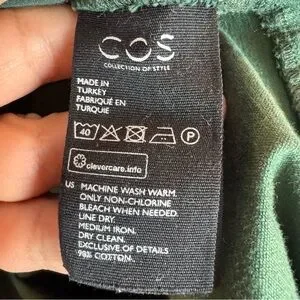 COS
COLLECTION OF STYLE
MADE IN
TURKEY
FABRIQUÉ EN
TURQUIE
40 P
clevercare.info
US MACHINE WASH WARM.
ONLY NON-CHLORINE
BLEACH WHEN NEEDED.
LINE DRY.
MEDIUM IRON.
DRY CLEAN.
EXCLUSIVE OF DETAILS
98% COTTON.